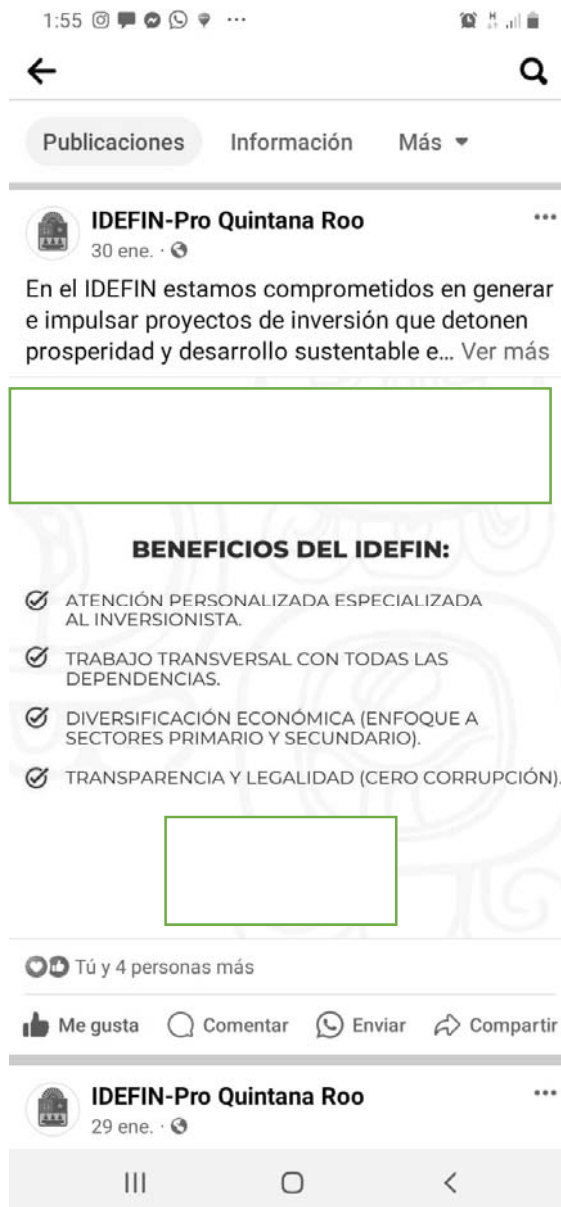 1:55
Publicaciones Información Más
IDEFIN-Pro Quintana Roo
30 ene. ·
En el IDEFIN estamos comprometidos en generar
e impulsar proyectos de inversión que detonen
prosperidad y desarrollo sustentable e... Ver más
BENEFICIOS DEL IDEFIN:
ATENCIÓN PERSONALIZADA ESPECIALIZADA
AL INVERSIONISTA.
TRABAJO TRANSVERSAL CON TODAS LAS
DEPENDENCIAS.
DIVERSIFICACIÓN ECONÓMICA (ENFOQUE A
SECTORES PRIMARIO Y SECUNDARIO).
TRANSPARENCIA Y LEGALIDAD (CERO CORRUPCIÓN).
Tú y 4 personas más
Me gusta Comentar Enviar Compartir
IDEFIN-Pro Quintana Roo
29 ene. ·